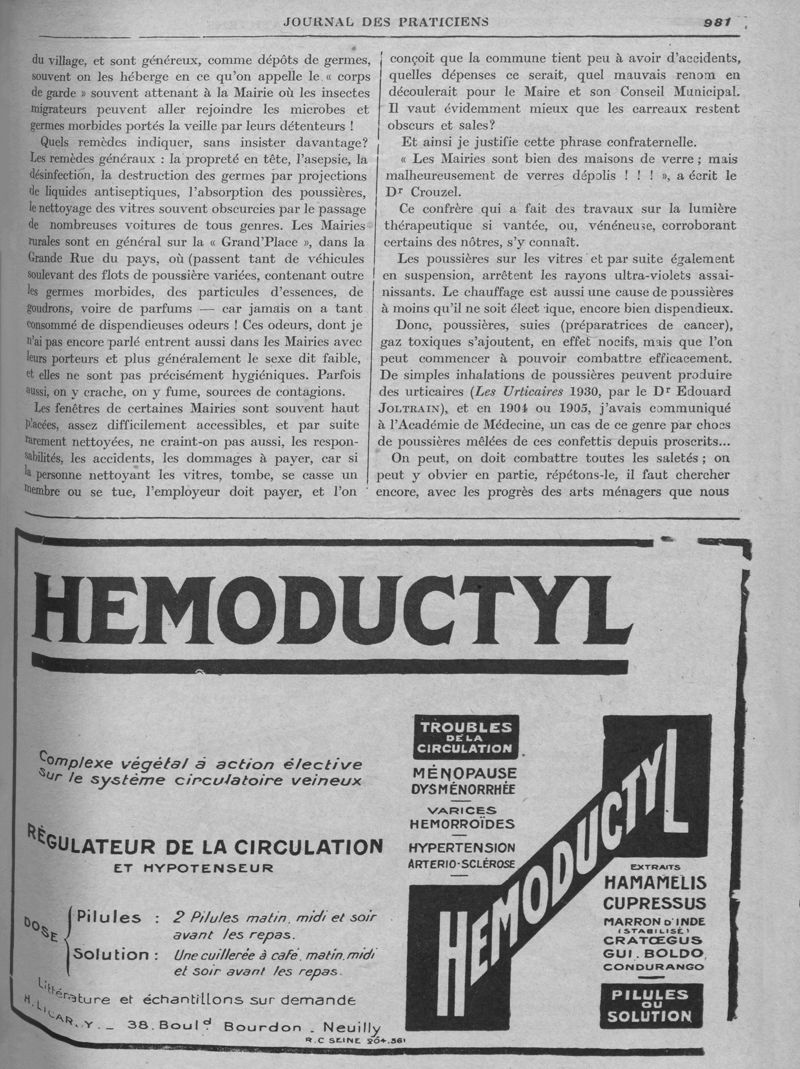 JOURNAL DES PRATICIENS 981
du village, et sont généreux, comme dépôts de germes,
souvent on les héberge en ce qu'on appelle le « corps
de garde » souvent attenant à la Mairie où les insectes
migrateurs peuvent aller rejoindre les microbes et
germes morbides portés la veille par leurs détenteurs !
Quels remèdes indiquer, sans insister davantage?
Les remèdes généraux : la propreté en tête, l'asepsie, la
désinfection, la destruction des germes par projections
de liquides antiseptiques, l'absorption des poussières,
le nettoyage des vitres souvent obscurcies par le passage
de nombreuses voitures de tous genres. Les Mairies
rurales sont en général sur la « Grand'Place », dans la
Grande Rue du pays, où (passent tant de véhicules
soulevant des flots de poussière variées, contenant outre
les germes morbides, des particules d'essences, de
goudrons, voire de parfums — car jamais on a tant
consommé de dispendieuses odeurs ! Ces odeurs, dont je
n'ai pas encore parlé entrent aussi dans les Mairies avec
leurs porteurs et plus généralement le sexe dit faible,
et elles ne sont pas précisément hygiéniques. Parfois
aussi, on y crache, on y fume, sources de contagions.
Les fenêtres de certaines Mairies sont souvent haut
placées, assez difficilement accessibles, et par suite
rarement nettoyées, ne craint-on pas aussi, les respon-
sabilités, les accidents, les dommages à payer, car si
la personne nettoyant les vitres, tombe, se casse un
membre ou se tue, l'employeur doit payer, et l'on
conçoit que la commune tient peu à avoir d'accidents,
quelles dépenses ce serait, quel mauvais renom en
découlerait pour le Maire et son Conseil Municipal.
Il vaut évidemment mieux que les carreaux restent
obscurs et sales?
Et ainsi je justifie cette phrase confraternelle.
« Les Mairies sont bien des maisons de verre ; mais
malheureusement de verres dépolis ! ! ! », a écrit le
Dr Crouzel.
Ce confrère qui a fait des travaux sur la lumière
thérapeutique si vantée, ou, vénéneuse, corroborant
certains des nôtres, s'y connaît.
Les poussières sur les vitres et par suite également
en suspension, arrêtent les rayons ultra-violets assai-
nissants. Le chauffage est aussi une cause de poussières
à moins qu'il ne soit élect ique, encore bien dispendieux.
Donc, poussières, suies (préparatrices de cancer),
gaz toxiques s'ajoutent, en effet nocifs, mais que l'on
peut commencer à pouvoir combattre efficacement.
De simples inhalations de poussières peuvent produire
des urticaires (Les Urticaires 1930, par le Dr Edouard
JOLTRAIN), et en 1904 ou 1905, j'avais communiqué
à l'Académie de Médecine, un cas de ce genre par chocs
de poussières mêlées de ces confettis depuis proscrits...
On peut, on doit combattre toutes les saletés ; on
peut y obvier en partie, répétons-le, il faut chercher
encore, avec les progrès des arts ménagers que nous
HEMODUCTYL
Complexe végétal à action élective
sur le système circulatoire veineux
RÉGULATEUR DE LA CIRCULATION
ET HYPOTENSEUR
DOSE
Pilules : 2 Pilules matin, midi et soir
avant les repas.
Solution : Une cuillerée à café, matin, midi
et soir avant les repas.
Littérature et échantillons sur demande
H. LICARDY. _ 38. Bould Bourdon _ Neuilly
R.C SEINE 204.361
TROUBLES
DE LA
CIRCULATION
MÉNOPAUSE
DYSMÉNORRHÉE
VARICES
HEMORROÏDES
HYPERTENSION
ARTERIO-SCLÉROSE
HEMODUCTYL
EXTRAITS
HAMAMELIS
CUPRESSUS
MARRON D'INDE
(STABILISÉ)
CRATŒGUS
GUI. BOLDO,
CONDURANGO
PILULES
OU
SOLUTION